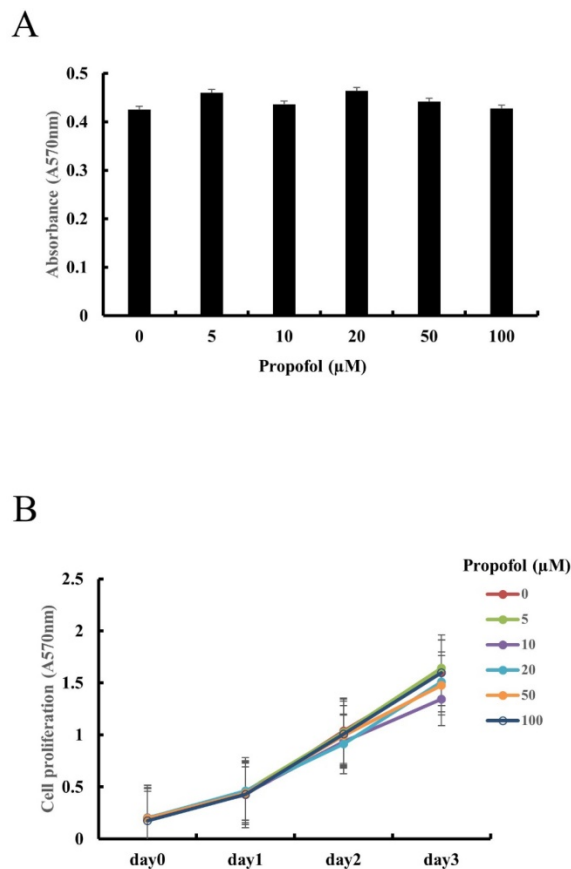 A
Absorbance (A570nm)
0.5
0.4
0.3
0.2
0.1
0
0 5 10 20 50 100
Propofol (µM)
B
Cell proliferation (A570nm)
2.5
2
1.5
1
0.5
0
day0 day1 day2 day3
Propofol (µM)
0
5
10
20
50
100